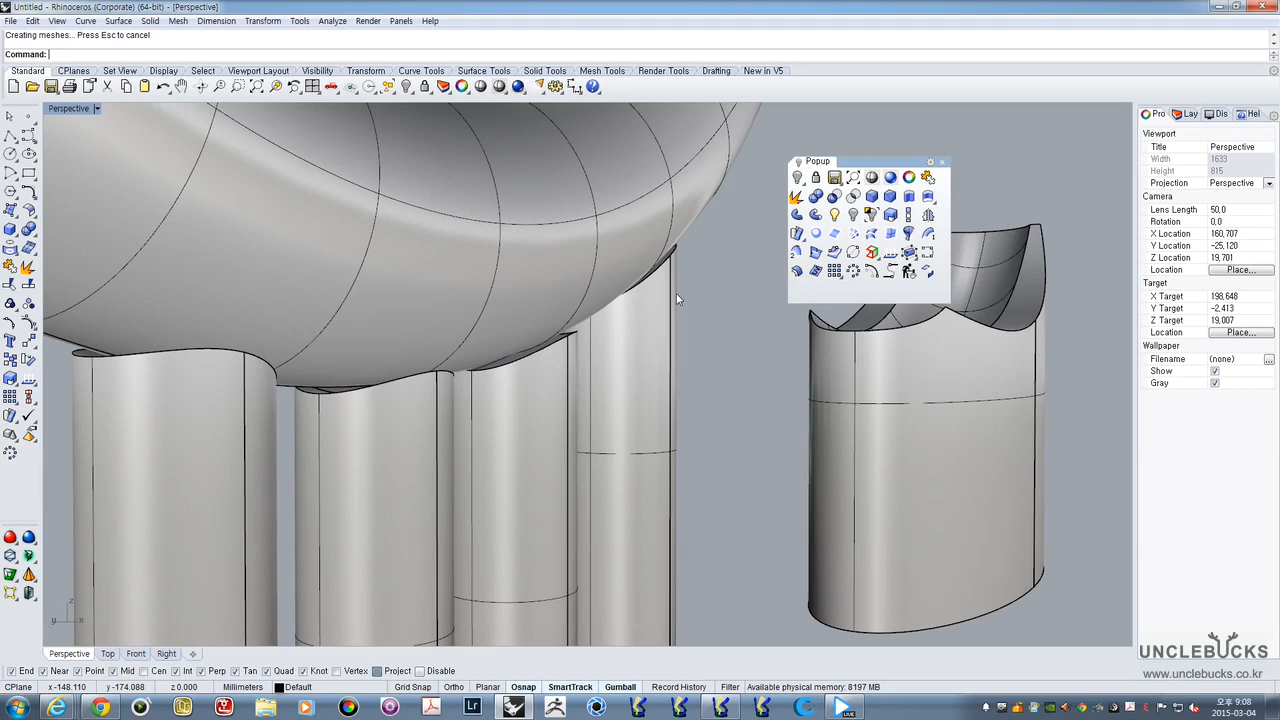 Untitled - Rhinoceros (Corporate) (64-bit) - [Perspective]
File Edit View Curve Surface Solid Mesh Dimension Transform Tools Analyze Render Panels Help
Creating meshes... Press Esc to cancel
Command:
Standard CPlanes Set View Display Select Viewport Layout Visibility Transform Curve Tools Surface Tools Solid Tools Mesh Tools Render Tools Drafting New in V5
Perspective
Popup
Pro Lay Dis Hel
Viewport
Title Perspective
Width 1633
Height 815
Projection Perspective
Camera
Lens Length 50,0
Rotation 0,0
X Location 160,707
Y Location -25,120
Z Location 19,701
Location Place...
Target
X Target 198,648
Y Target -2,413
Z Target 19,007
Location Place...
Wallpaper
Filename (none) ...
Show
Gray
z
y x
Perspective Top Front Right
End Near Point Mid Cen Int Perp Tan Quad Knot Vertex Project Disable
CPlane x -148.110 y -174.088 z 0.000 Millimeters Default Grid Snap Ortho Planar Osnap SmartTrack Gumball Record History Filter Available physical memory: 8197 MB
UNCLEBUCKS
www.unclebucks.co.kr
Lr LIVE
오후 9:08
2015-03-04